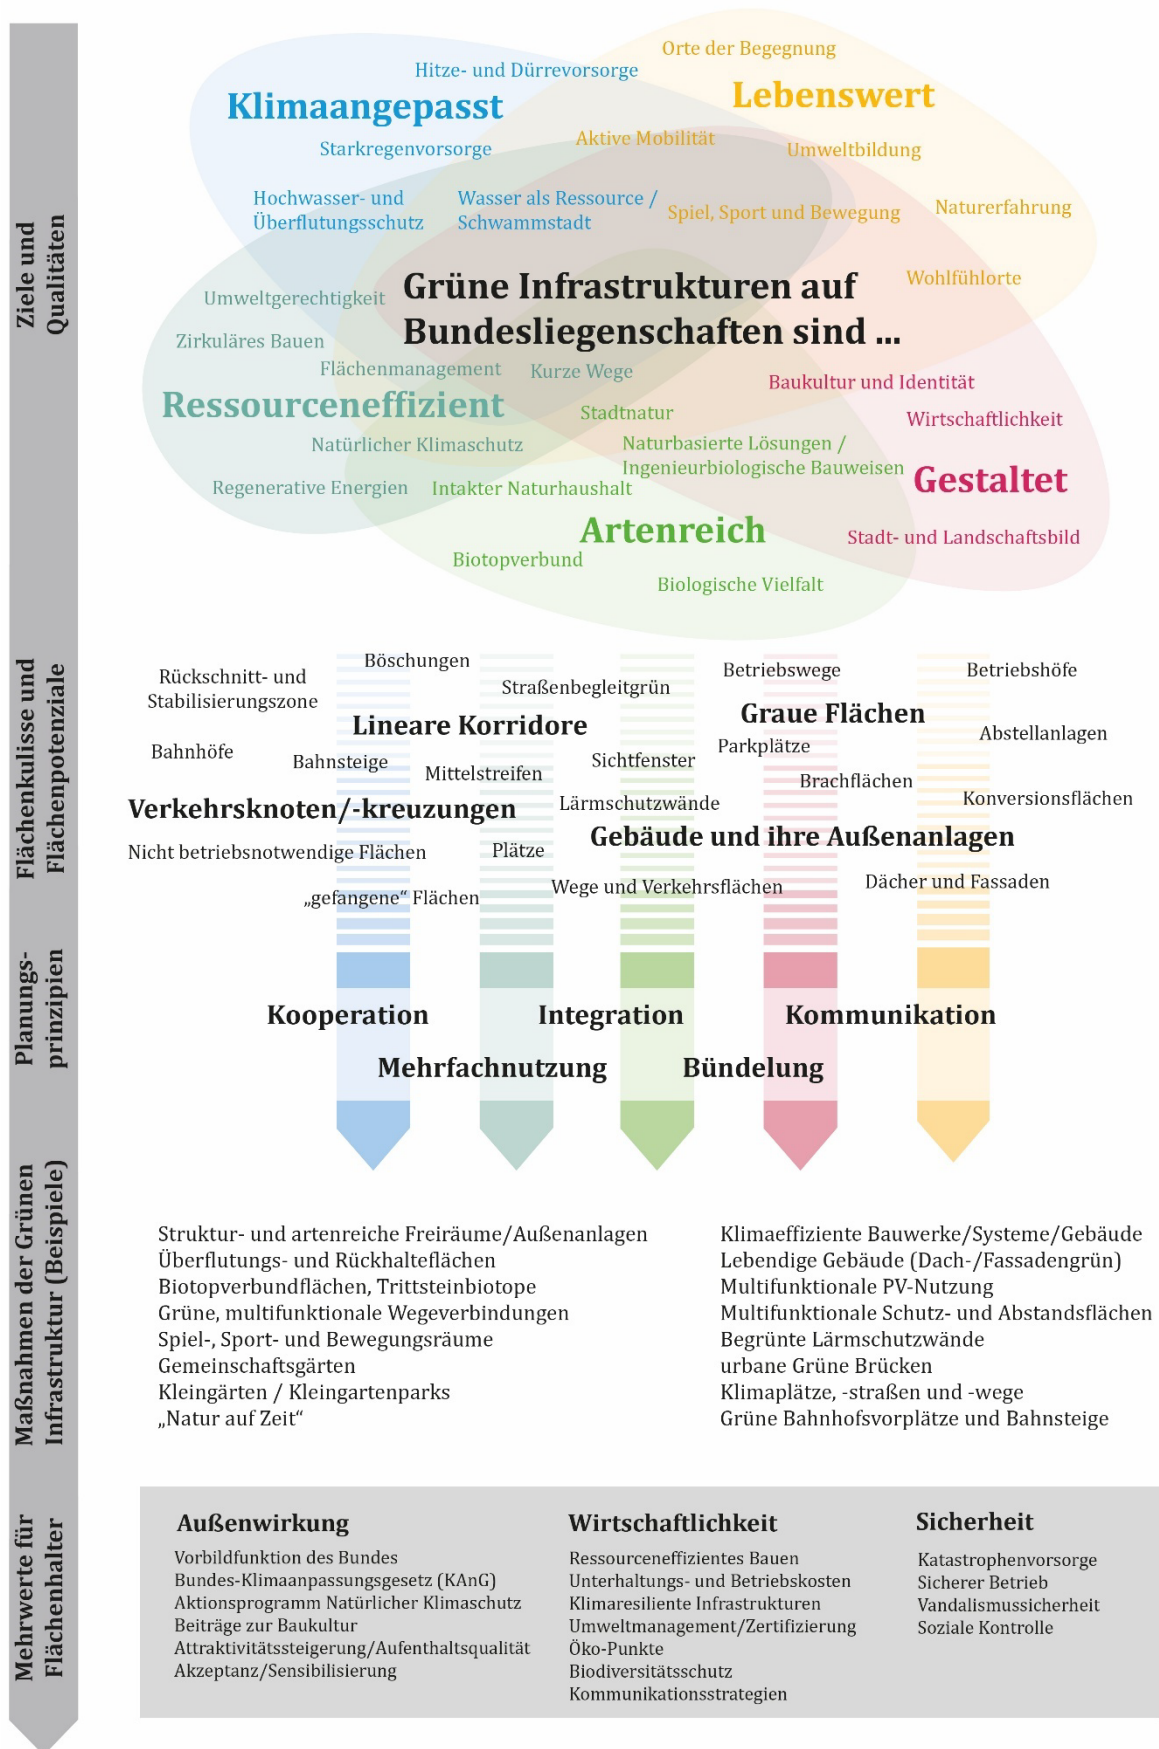 Ziele und
Qualitäten
Orte der Begegnung
Hitze- und Dürrevorsorge
Klimaangepasst
Lebenswert
Starkregenvorsorge
Aktive Mobilität
Umweltbildung
Hochwasser- und
Überflutungsschutz
Wasser als Ressource /
Schwammstadt
Spiel, Sport und Bewegung
Naturerfahrung
Wohlfühlorte
Grüne Infrastrukturen auf
Bundesliegenschaften sind ...
Umweltgerechtigkeit
Zirkuläres Bauen
Flächenmanagement
Kurze Wege
Baukultur und Identität
Ressourceneffizient
Stadtnatur
Wirtschaftlichkeit
Natürlicher Klimaschutz
Naturbasierte Lösungen /
Ingenieurbiologische Bauweisen
Gestaltet
Regenerative Energien
Intakter Naturhaushalt
Artenreich
Stadt- und Landschaftsbild
Biotopverbund
Biologische Vielfalt
Flächenkulisse und
Flächenpotenziale
Rückschnitt- und
Stabilisierungszone
Böschungen
Straßenbegleitgrün
Betriebswege
Betriebshöfe
Lineare Korridore
Graue Flächen
Abstellanlagen
Bahnhöfe
Bahnsteige
Mittelstreifen
Sichtfenster
Parkplätze
Brachflächen
Konversionsflächen
Verkehrsknoten/-kreuzungen
Lärmschutzwände
Gebäude und ihre Außenanlagen
Nicht betriebsnotwendige Flächen
Plätze
„gefangene“ Flächen
Wege und Verkehrsflächen
Dächer und Fassaden
Planungs-
prinzipien
Kooperation
Integration
Kommunikation
Mehrfachnutzung
Bündelung
Maßnahmen der Grünen
Infrastruktur (Beispiele)
Struktur- und artenreiche Freiräume/Außenanlagen
Überflutungs- und Rückhalteflächen
Biotopverbundflächen, Trittsteinbiotope
Grüne, multifunktionale Wegeverbindungen
Spiel-, Sport- und Bewegungsräume
Gemeinschaftsgärten
Kleingärten / Kleingartenparks
„Natur auf Zeit“
Klimaeffiziente Bauwerke/Systeme/Gebäude
Lebendige Gebäude (Dach-/Fassadengrün)
Multifunktionale PV-Nutzung
Multifunktionale Schutz- und Abstandsflächen
Begrünte Lärmschutzwände
urbane Grüne Brücken
Klimaplätze, -straßen und -wege
Grüne Bahnhofsvorplätze und Bahnsteige
Mehrwerte für
Flächenhalter
Außenwirkung
Vorbildfunktion des Bundes
Bundes-Klimaanpassungsgesetz (KAnG)
Aktionsprogramm Natürlicher Klimaschutz
Beiträge zur Baukultur
Attraktivitätssteigerung/Aufenthaltsqualität
Akzeptanz/Sensibilisierung
Wirtschaftlichkeit
Ressourceneffizientes Bauen
Unterhaltungs- und Betriebskosten
Klimaresiliente Infrastrukturen
Umweltmanagement/Zertifizierung
Öko-Punkte
Biodiversitätsschutz
Kommunikationsstrategien
Sicherheit
Katastrophenvorsorge
Sicherer Betrieb
Vandalismussicherheit
Soziale Kontrolle